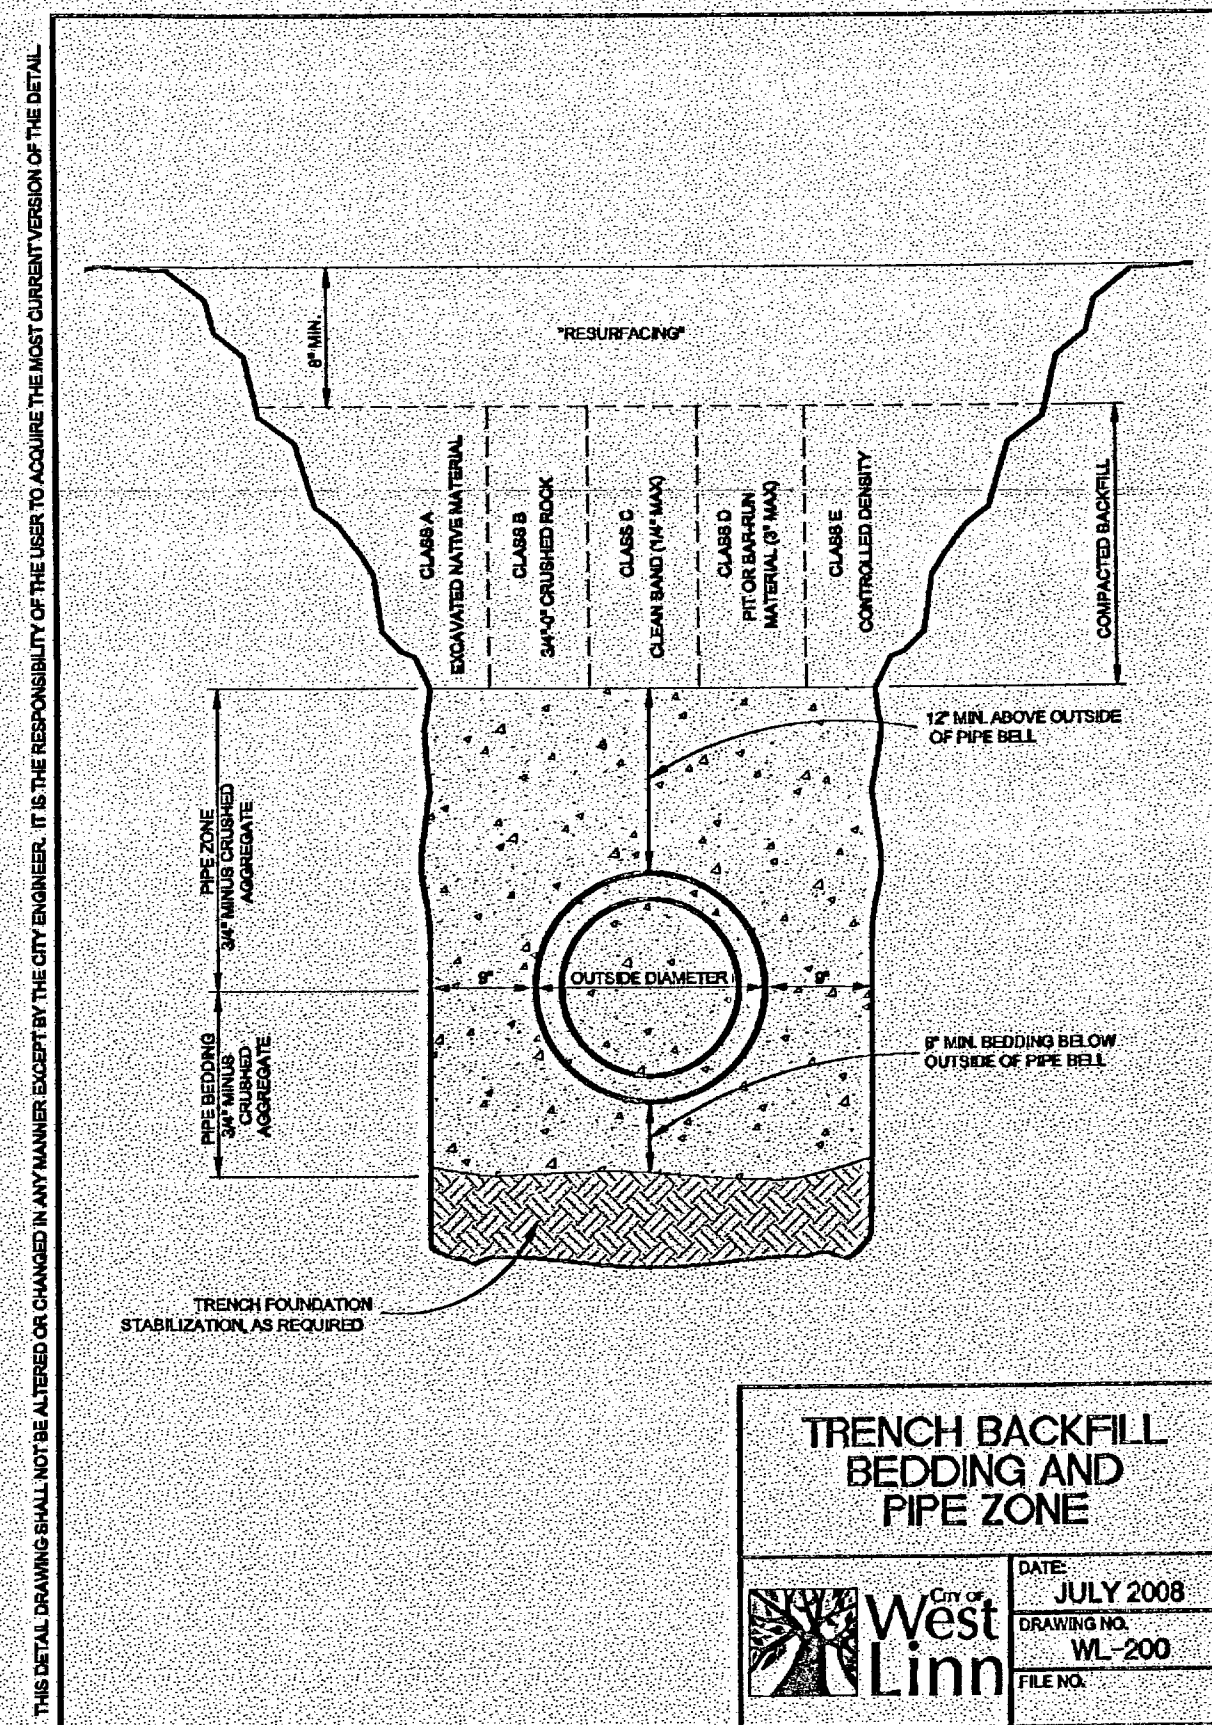 THIS DETAIL DRAWING SHALL NOT BE ALTERED OR CHANGED IN ANY MANNER EXCEPT BY THE CITY ENGINEER. IT IS THE RESPONSIBILITY OF THE USER TO ACQUIRE THE MOST CURRENT VERSION OF THE DETAIL.
8" MIN.
"RESURFACING"
CLASS A
EXCAVATED NATIVE MATERIAL
CLASS B
3/4"-0" CRUSHED ROCK
CLASS C
CLEAN SAND (1/4" MAX)
CLASS D
PIT OR BAR-RUN
MATERIAL (3" MAX)
CLASS E
CONTROLLED DENSITY
COMPACTED BACKFILL
12" MIN. ABOVE OUTSIDE
OF PIPE BELL
PIPE ZONE
3/4" MINUS CRUSHED
AGGREGATE
9"
OUTSIDE DIAMETER
9"
PIPE BEDDING
3/4" MINUS
CRUSHED
AGGREGATE
MIN. BEDDING BELOW
OUTSIDE OF PIPE BELL
TRENCH FOUNDATION
STABILIZATION, AS REQUIRED
TRENCH BACKFILL
BEDDING AND
PIPE ZONE
CITY OF
West
Linn
DATE:
JULY 2008
DRAWING NO.
WL-200
FILE NO.